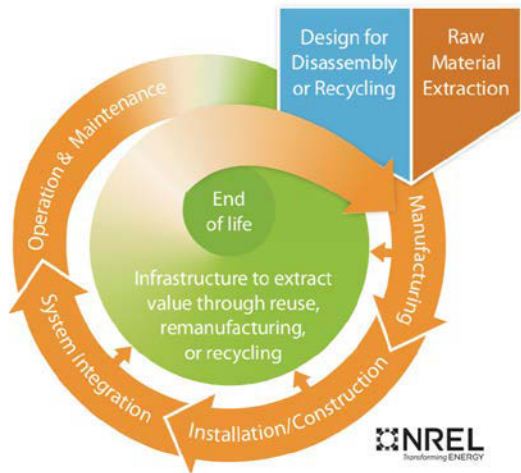 Design for
Disassembly
or Recycling
Raw
Material
Extraction
Manufacturing
Installation/Construction
System Integration
Operation & Maintenance
End
of life
Infrastructure to extract
value through reuse,
remanufacturing,
or recycling
NREL
Transforming ENERGY